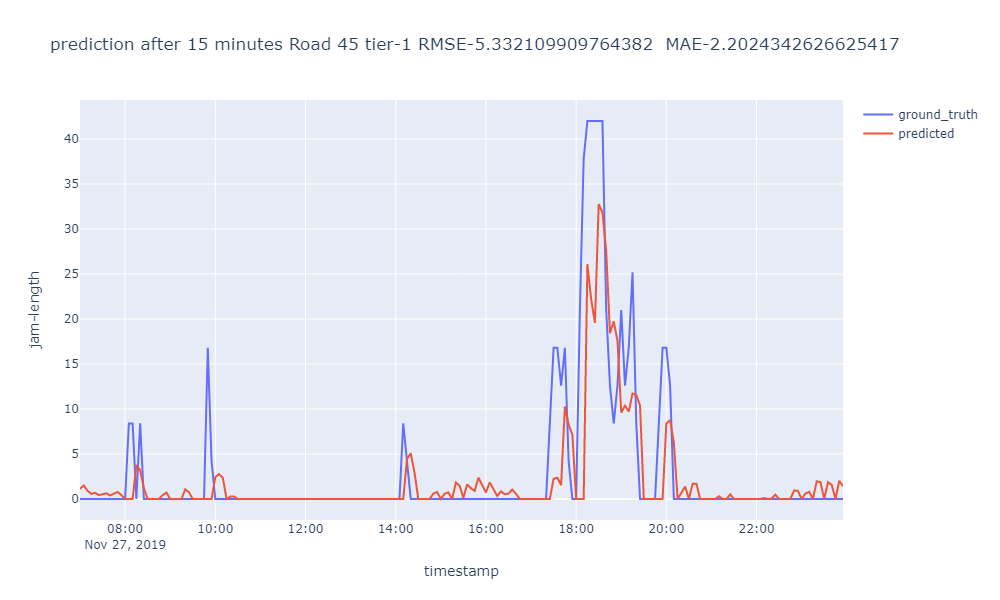 prediction after 15 minutes Road 45 tier-1 RMSE-5.332109909764382  MAE-2.2024342626625417
ground_truth
predicted
40
35
30
25
20
15
10
5
0
jam-length
08:00 10:00 12:00 14:00 16:00 18:00 20:00 22:00
Nov 27, 2019
timestamp